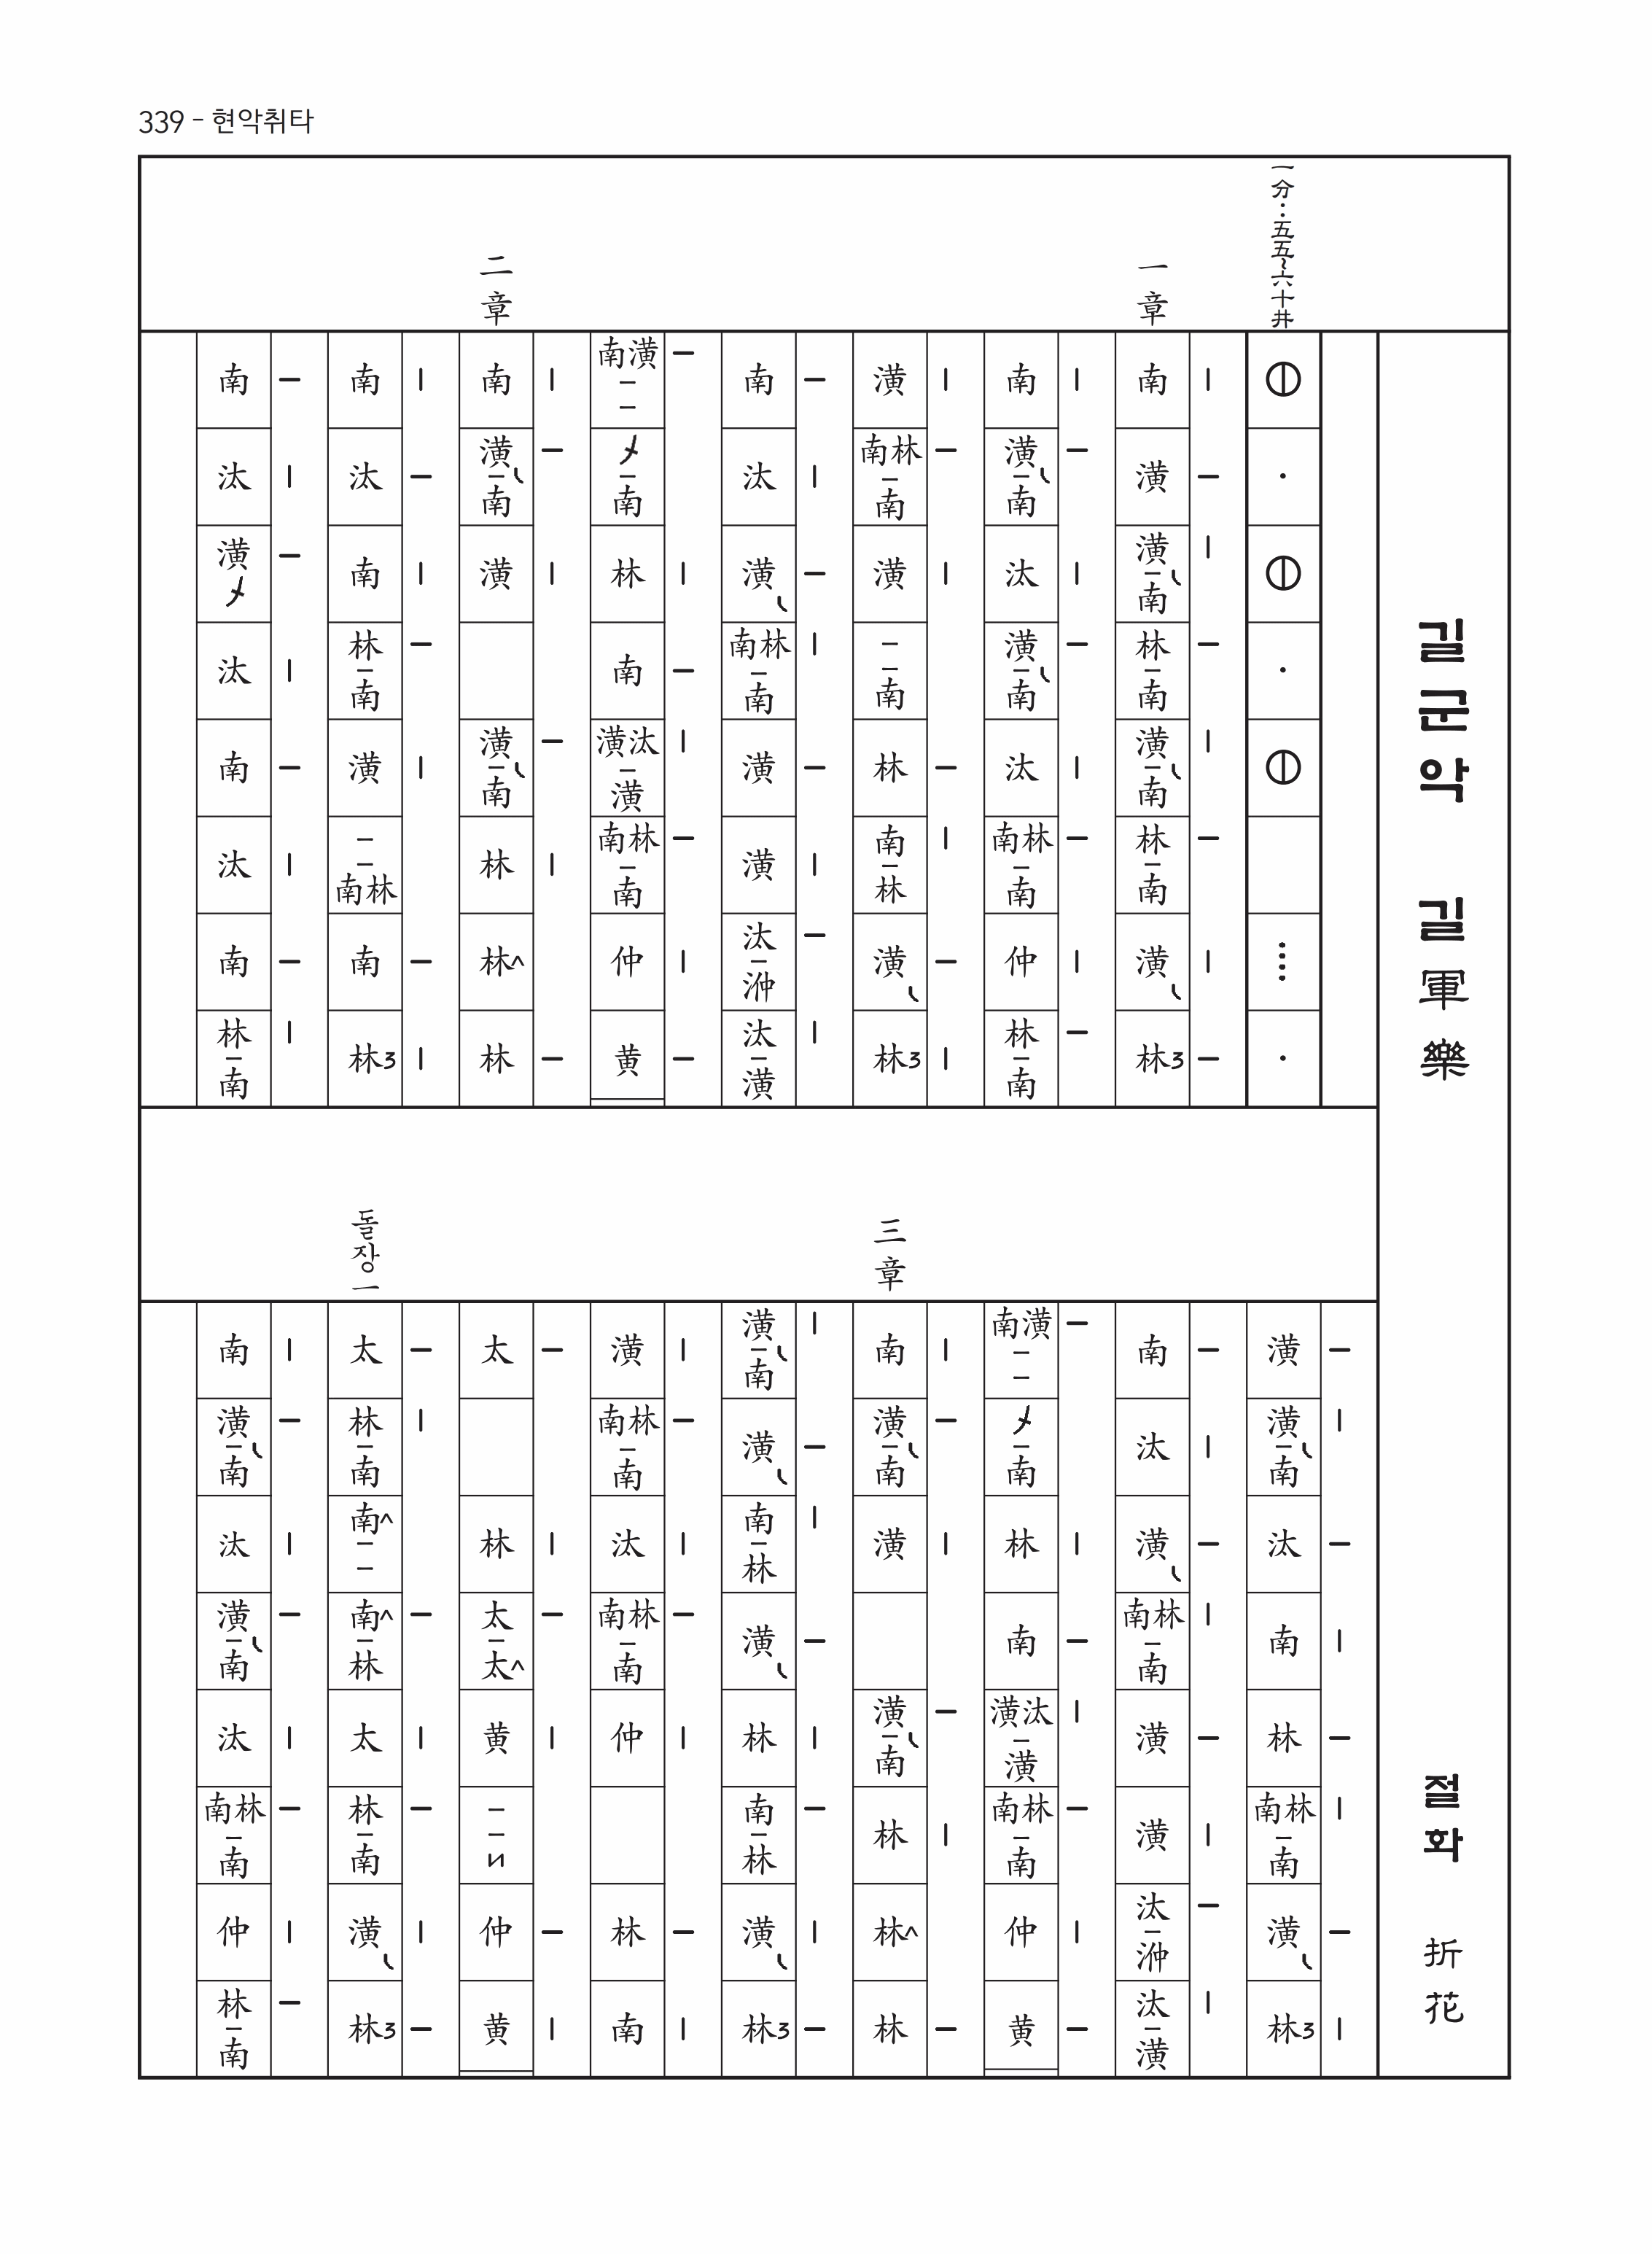 339 - 현악취타
길군악 길軍樂
절화 折花
一分··五五~六十井
一章
南 潢 潢-南 林-南 潢-南 林-南 潢 林3
南 潢-南 汰 潢-南 汰 南林-南 仲 林-南
潢 南林-南 潢 --南 林 南-林 潢 林3
南 汰 潢 南林-南 潢 潢 汰-㳞 汰-潢
南潢-- メ-南 林 南 潢汰-潢 南林-南 仲 黄
二章
南 潢-南 潢 潢-南 林 林^ 林
南 汰 南 林-南 潢 --南林 南 林3
南 汰 潢メ 汰 南 汰 南 林-南
潢 潢-南 汰 南 林 南林-南 潢 林3
南 汰 潢 南林-南 潢 潢 汰-㳞 汰-潢
南潢-- メ-南 林 南 潢汰-潢 南林-南 仲 黄
三章
南 潢-南 潢 潢-南 林 林^ 林
潢-南 潢 南-林 潢 林 南-林 潢 林3
潢 南林-南 汰 南林-南 仲 林 南
太 林 太-太^ 黄 --ㄴ 仲 黄
돌장一
太 林-南 南^-- 南^-林 太 林-南 潢 林3
南 潢-南 汰 潢-南 汰 南林-南 仲 林-南